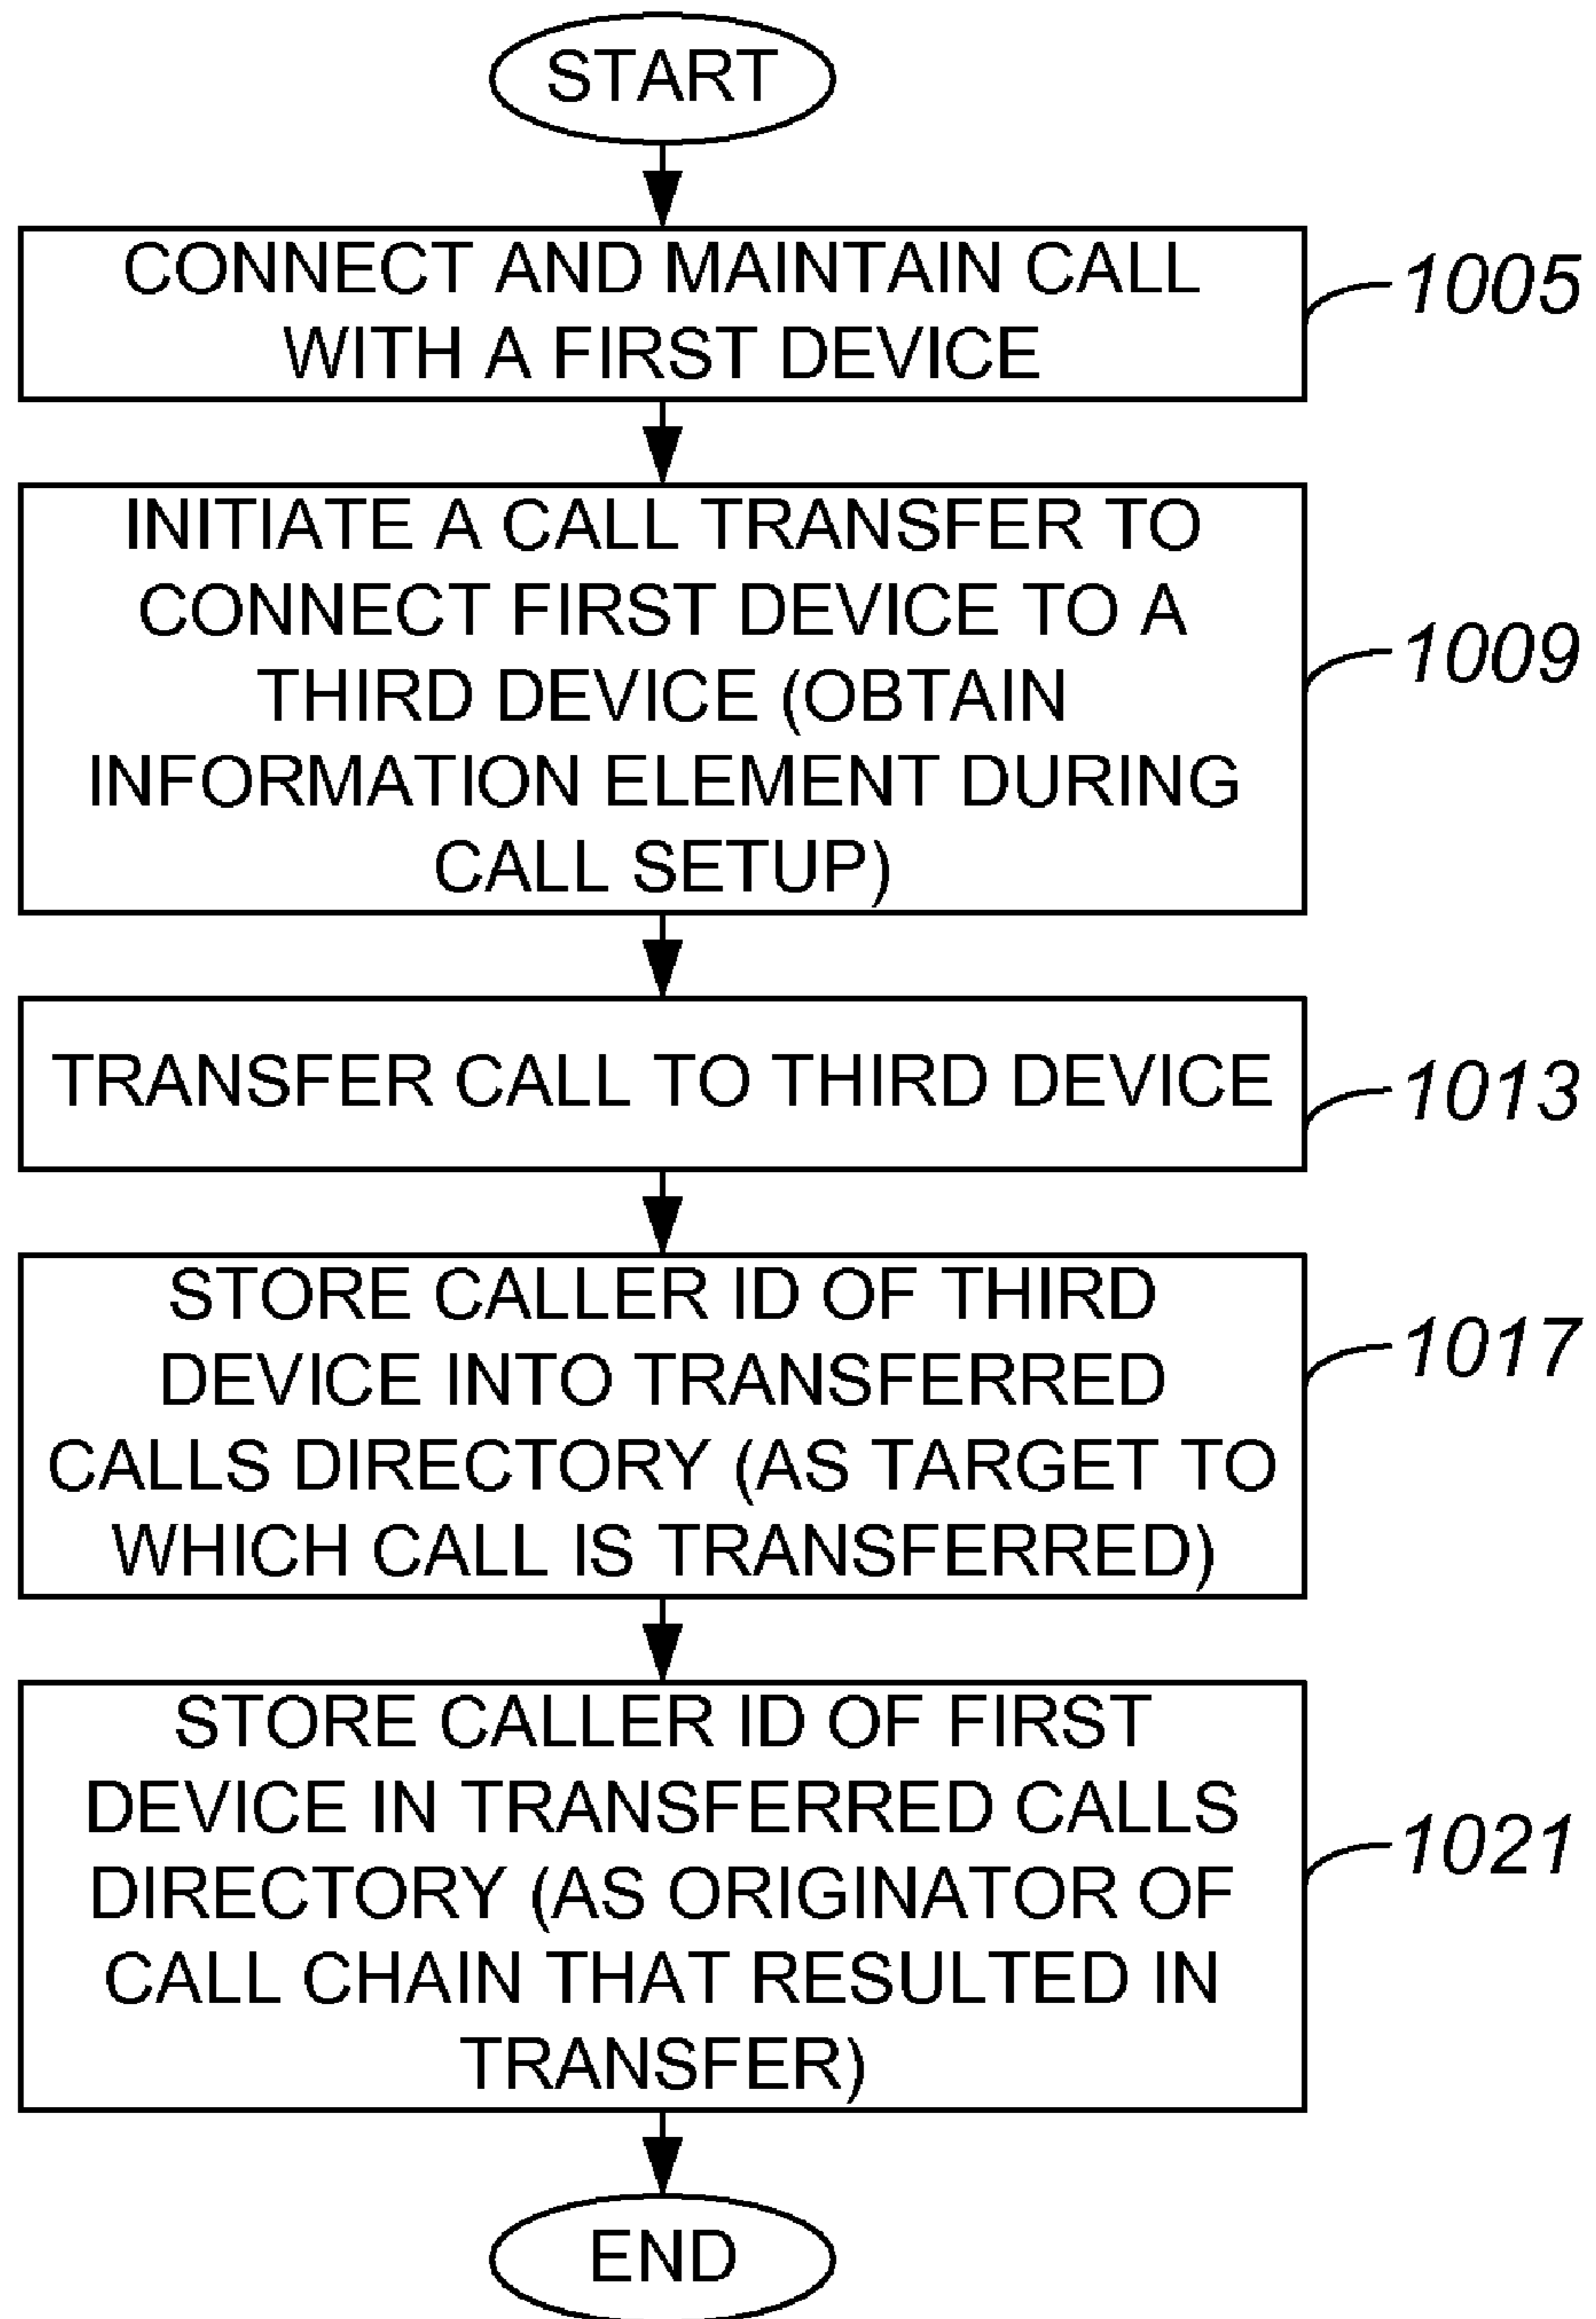 START
CONNECT AND MAINTAIN CALL
WITH A FIRST DEVICE
1005
INITIATE A CALL TRANSFER TO
CONNECT FIRST DEVICE TO A
THIRD DEVICE (OBTAIN
INFORMATION ELEMENT DURING
CALL SETUP)
1009
TRANSFER CALL TO THIRD DEVICE
1013
STORE CALLER ID OF THIRD
DEVICE INTO TRANSFERRED
CALLS DIRECTORY (AS TARGET TO
WHICH CALL IS TRANSFERRED)
1017
STORE CALLER ID OF FIRST
DEVICE IN TRANSFERRED CALLS
DIRECTORY (AS ORIGINATOR OF
CALL CHAIN THAT RESULTED IN
TRANSFER)
1021
END